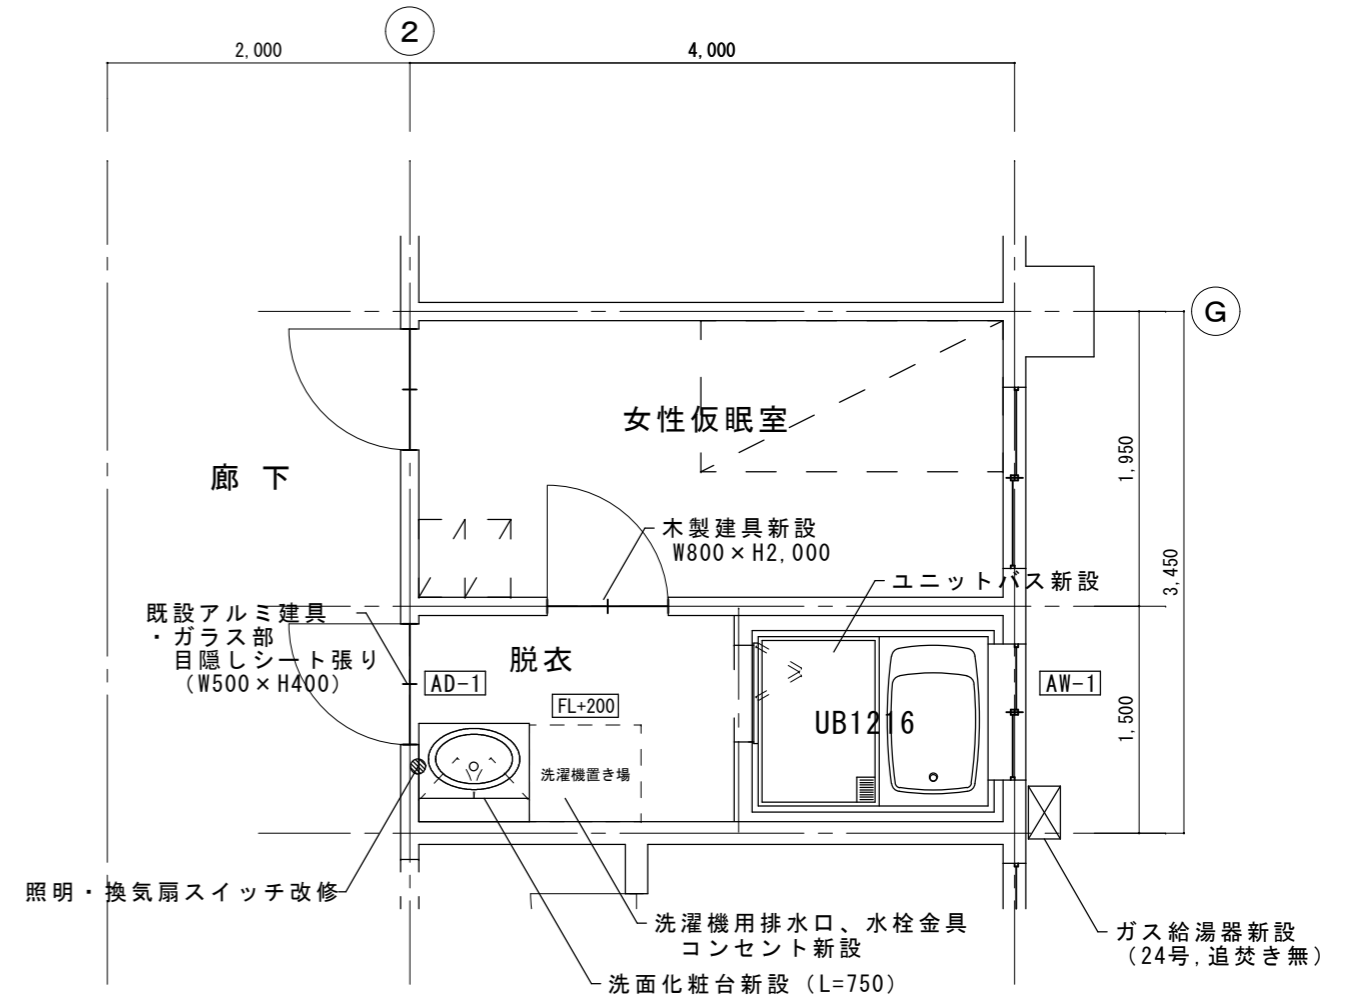 2
2,000
4,000
G
女性仮眠室
1,950
廊 下
木製建具新設
W800×H2,000
3,450
ユニットバス新設
既設アルミ建具
・ガラス部
目隠しシート張り
（W500×H400）
脱衣
AD-1
AW-1
FL+200
UB1216
1,500
洗濯機置き場
照明・換気扇スイッチ改修
洗濯機用排水口、水栓金具
コンセント新設
ガス給湯器新設
（24号,追焚き無）
洗面化粧台新設（L=750）